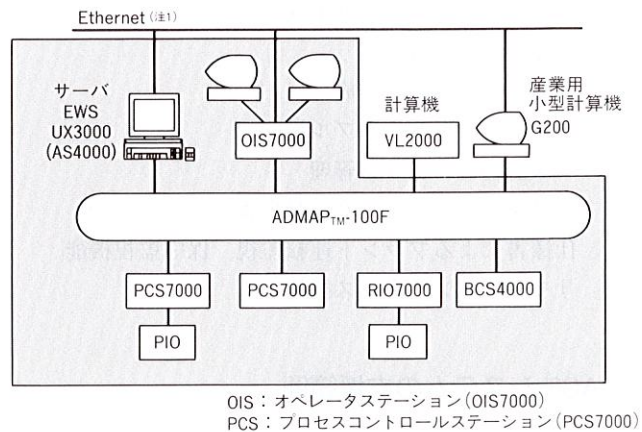 Ethernet(注1)
サーバ
EWS
UX3000
(AS4000)
OIS7000
計算機
VL2000
産業用
小型計算機
G200
ADMAPTM-100F
PCS7000
PCS7000
RIO7000
BCS4000
PIO
PIO
OIS：オペレータステーション(OIS7000)
PCS：プロセスコントロールステーション(PCS7000)